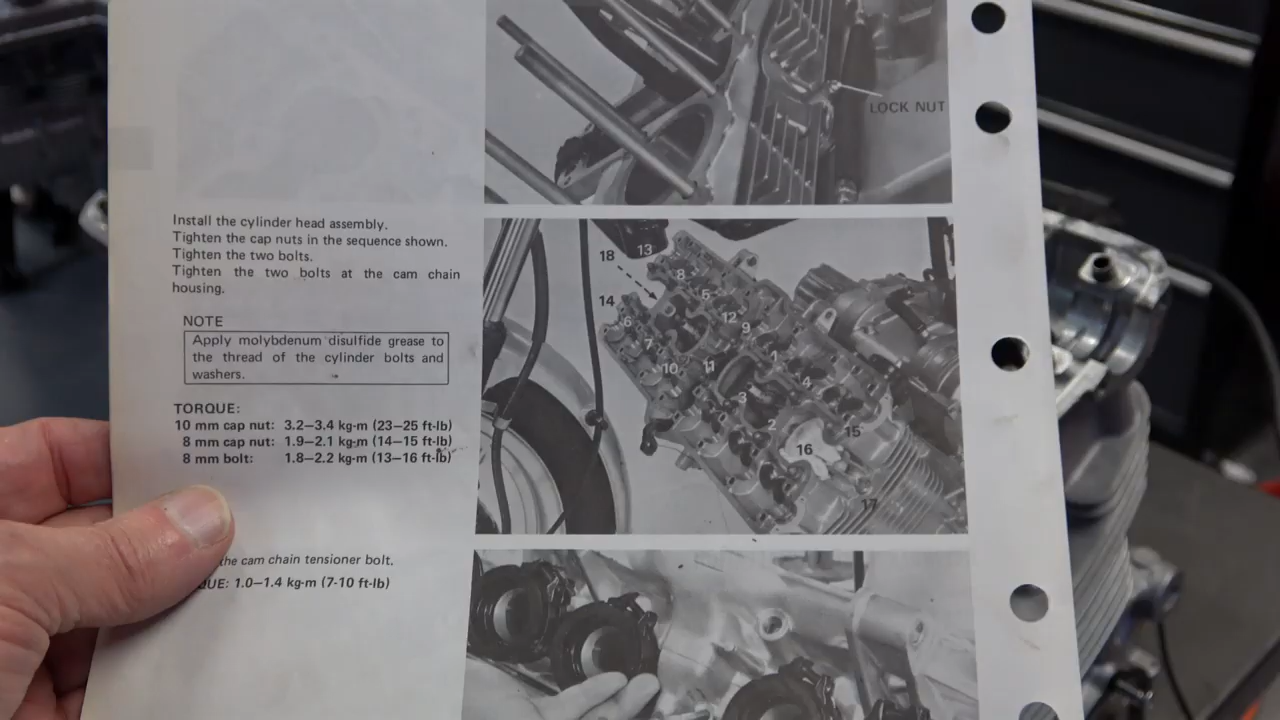 LOCK NUT
Install the cylinder head assembly.
Tighten the cap nuts in the sequence shown.
Tighten the two bolts.
Tighten the two bolts at the cam chain
housing.
NOTE
Apply molybdenum disulfide grease to
the thread of the cylinder bolts and
washers.
TORQUE:
10 mm cap nut: 3.2–3.4 kg-m (23–25 ft-lb)
8 mm cap nut: 1.9–2.1 kg-m (14–15 ft-lb)
8 mm bolt: 1.8–2.2 kg-m (13–16 ft-lb)
13
18
8
5
14
6
12
9
7
1
10
11
4
3
2
15
16
17
the cam chain tensioner bolt.
UE: 1.0–1.4 kg-m (7-10 ft-lb)